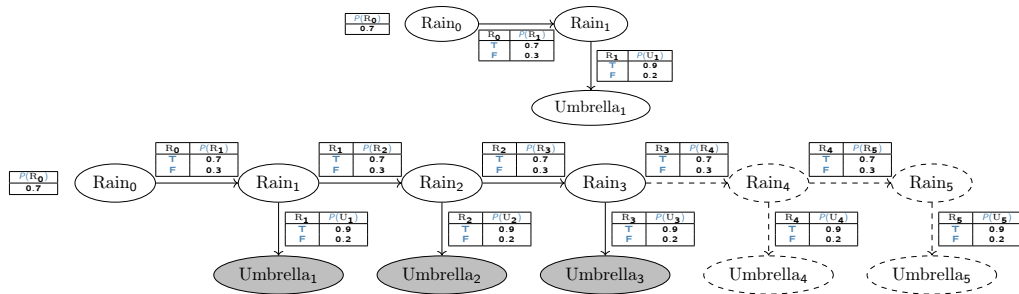 P(R₀)
0.7
Rain₀
Rain₁
R₀ P(R₁)
T 0.7
F 0.3
R₁ P(U₁)
T 0.9
F 0.2
Umbrella₁
R₀ P(R₁)
T 0.7
F 0.3
R₁ P(R₂)
T 0.7
F 0.3
R₂ P(R₃)
T 0.7
F 0.3
R₃ P(R₄)
T 0.7
F 0.3
R₄ P(R₅)
T 0.7
F 0.3
P(R₀)
0.7
Rain₀ Rain₁ Rain₂ Rain₃ Rain₄ Rain₅
R₁ P(U₁)
T 0.9
F 0.2
R₂ P(U₂)
T 0.9
F 0.2
R₃ P(U₃)
T 0.9
F 0.2
R₄ P(U₄)
T 0.9
F 0.2
R₅ P(U₅)
T 0.9
F 0.2
Umbrella₁ Umbrella₂ Umbrella₃ Umbrella₄ Umbrella₅